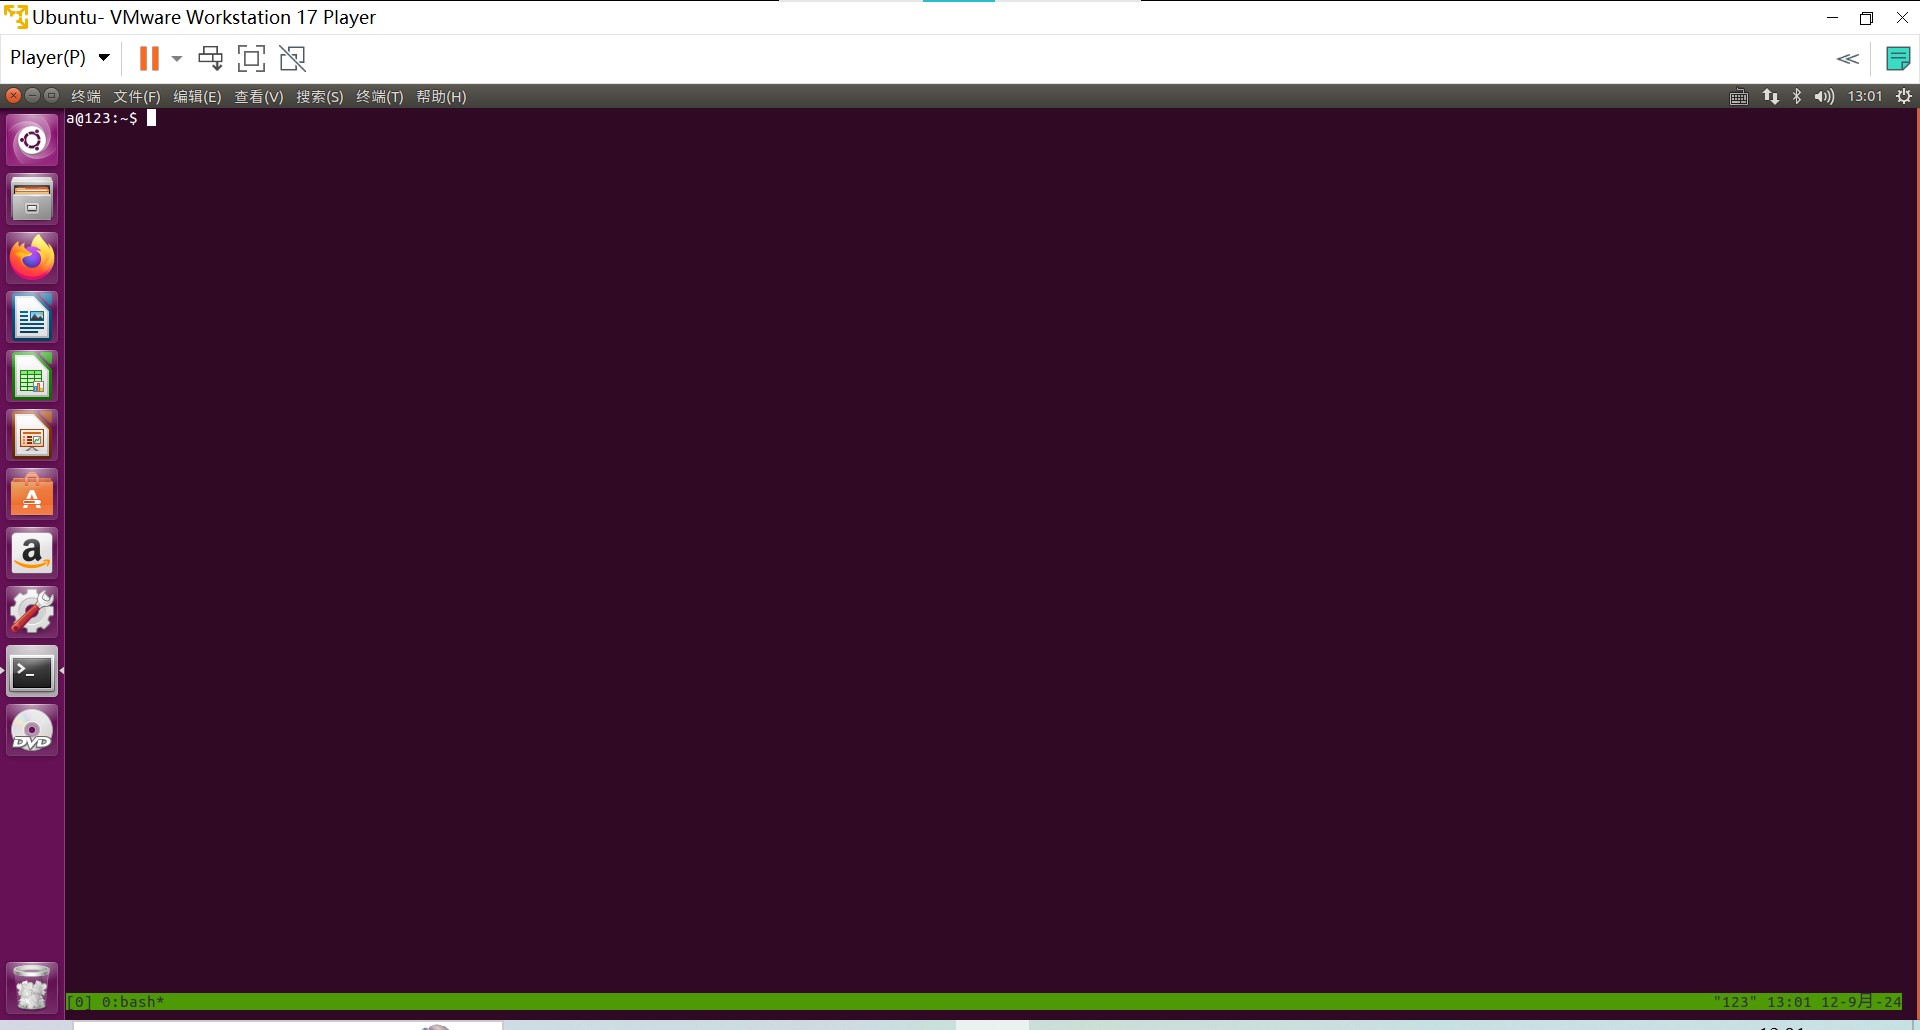 Ubuntu- VMware Workstation 17 Player
Player(P)
终端 文件(F) 编辑(E) 查看(V) 搜索(S) 终端(T) 帮助(H) 13:01
a@123:~$
A
a
>_
DVD
[0] 0:bash* "123" 13:01 12-9月-24